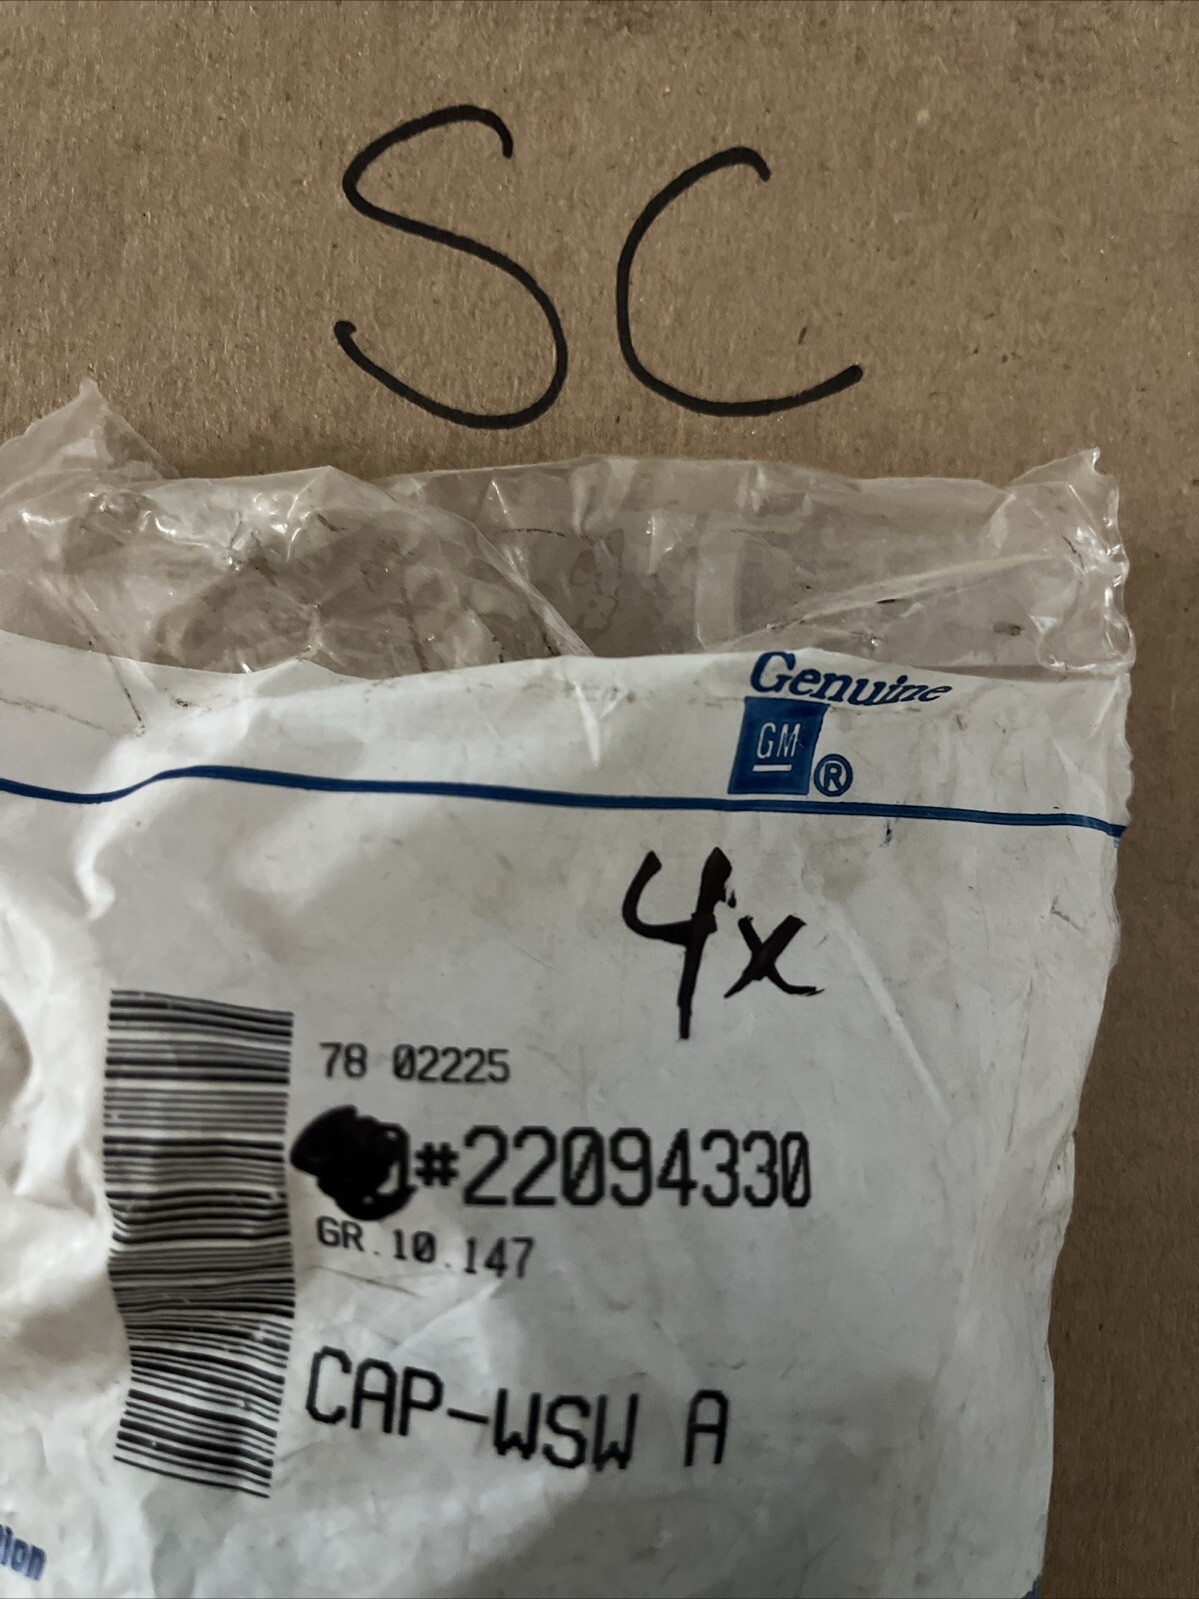 SC
Genuine
GM ®
4x
78 02225
#22094330
GR.10.147
CAP-WSW A